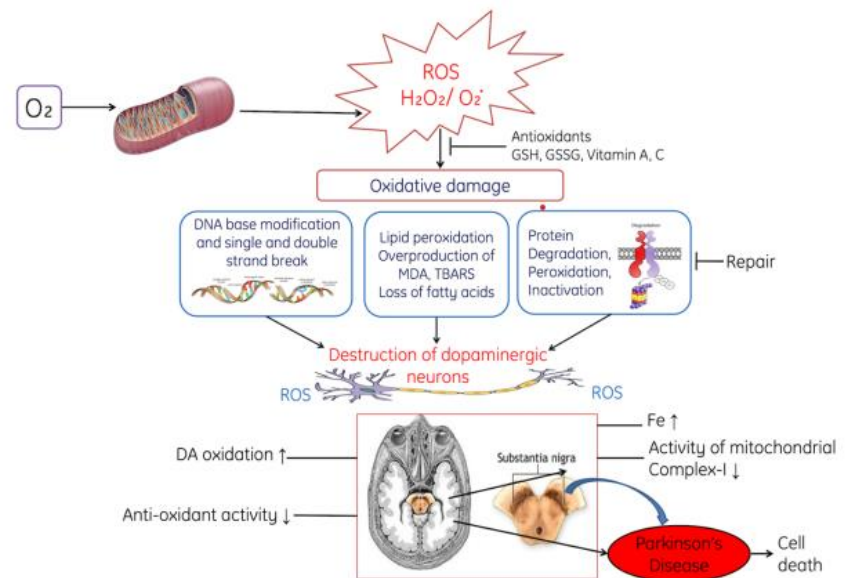 O₂
ROS
H₂O₂/ O₂˙
Antioxidants
GSH, GSSG, Vitamin A, C
Oxidative damage
DNA base modification
and single and double
strand break
Lipid peroxidation
Overproduction of
MDA, TBARS
Loss of fatty acids
Protein
Degradation,
Peroxidation,
Inactivation
Degradation
Repair
Destruction of dopaminergic
neurons
ROS
ROS
Fe ↑
DA oxidation ↑
Substantia nigra
Activity of mitochondrial
Complex-I ↓
Anti-oxidant activity ↓
Parkinson's
Disease
Cell
death